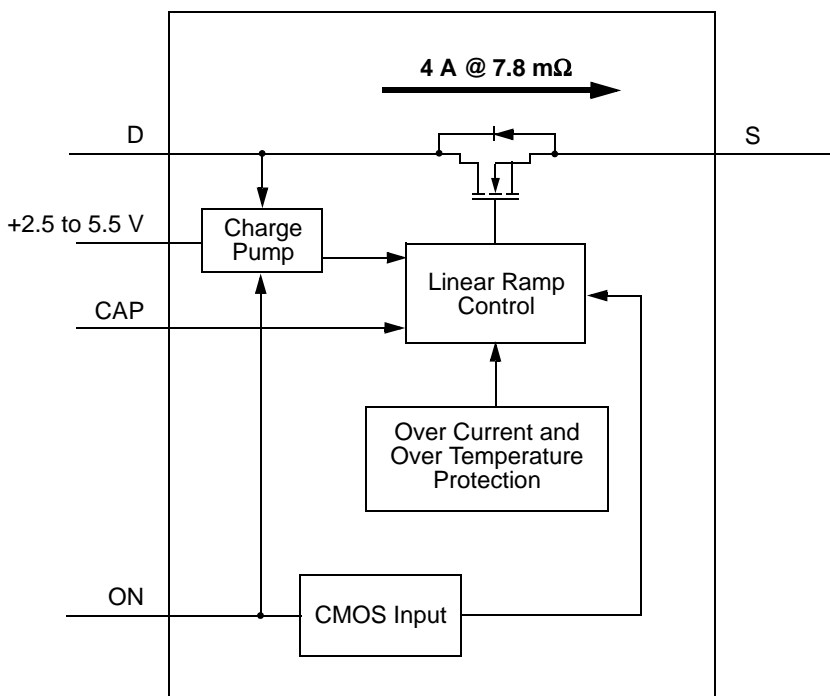 4 A @ 7.8 mΩ
D
S
+2.5 to 5.5 V
Charge
Pump
Linear Ramp
Control
CAP
Over Current and
Over Temperature
Protection
ON
CMOS Input